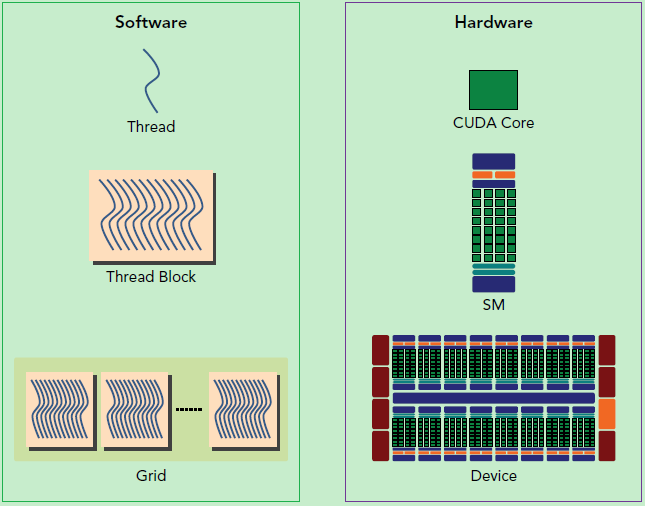 Software
Thread
Thread Block
Grid
Hardware
CUDA Core
SM
Device